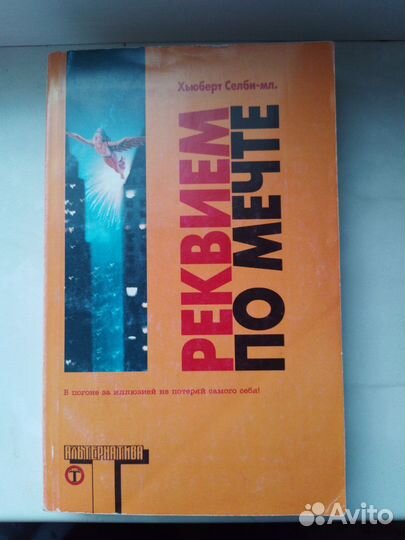 Хьюберт Селби-мл.
РЕКВИЕМ
ПО МЕЧТЕ
В погоне за иллюзией не потеряй самого себя!
АЛЬТЕРНАТИВА
Т
Avito